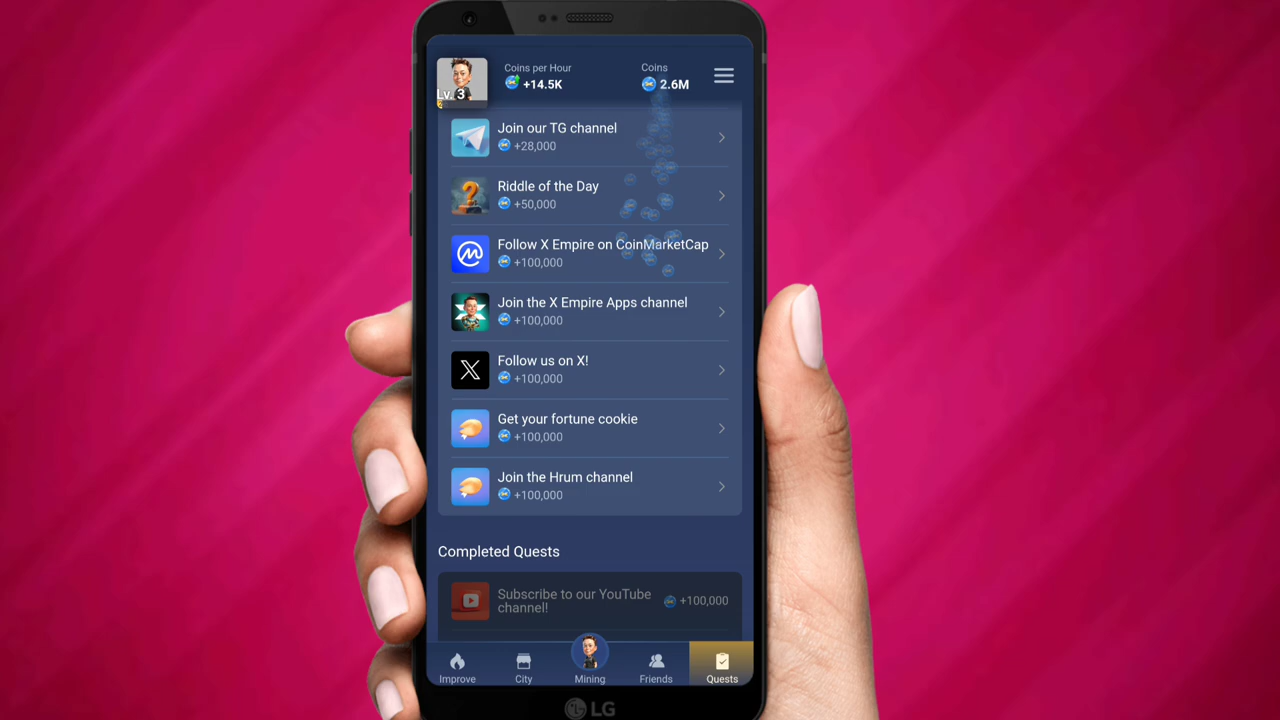 Coins per Hour
+14.5K
Coins
2.6M
Lv. 3
Join our TG channel
+28,000
Riddle of the Day
+50,000
Follow X Empire on CoinMarketCap
+100,000
Join the X Empire Apps channel
+100,000
Follow us on X!
+100,000
Get your fortune cookie
+100,000
Join the Hrum channel
+100,000
Completed Quests
Subscribe to our YouTube
channel!
+100,000
Improve
City
Mining
Friends
Quests
LG